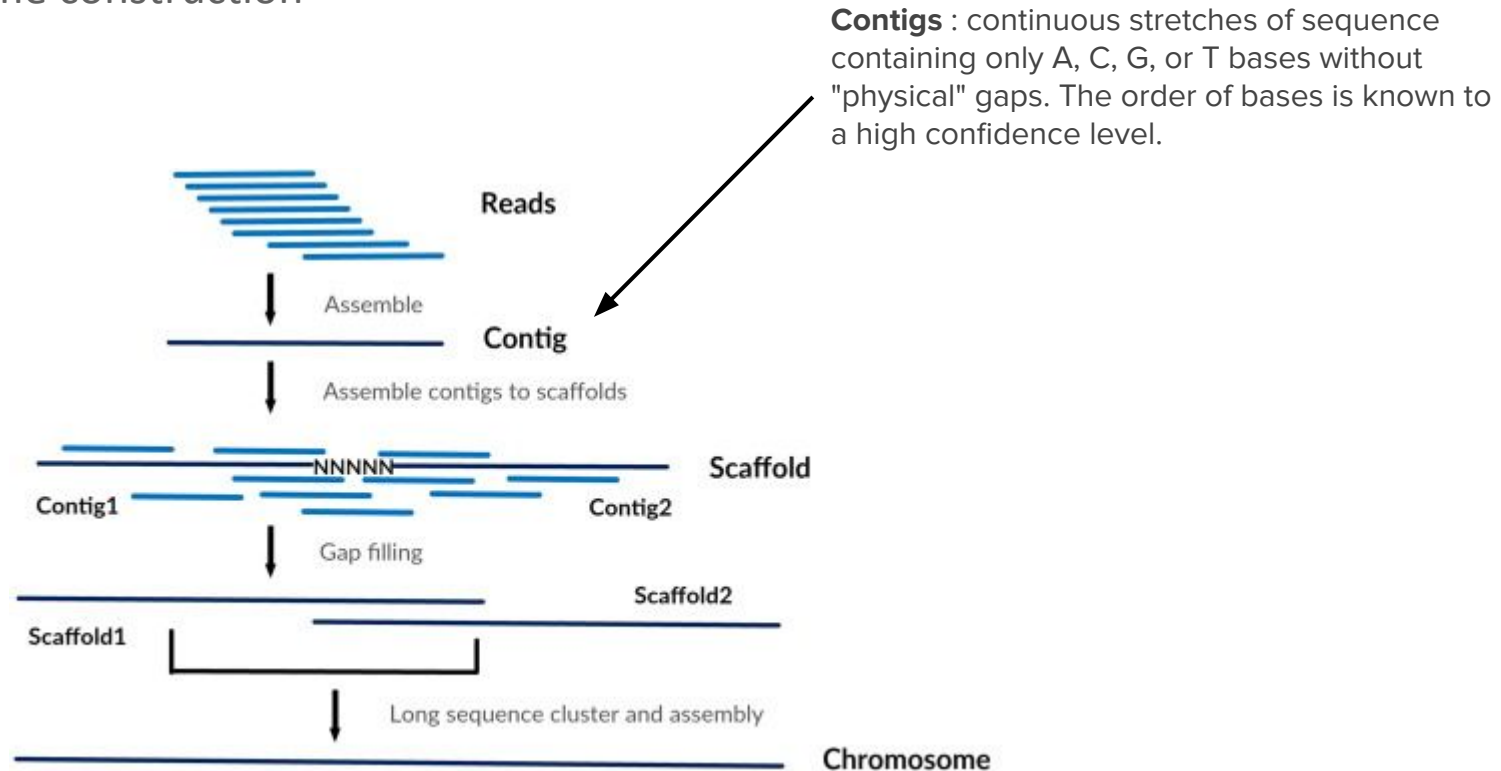 construction
Contigs : continuous stretches of sequence
containing only A, C, G, or T bases without
"physical" gaps. The order of bases is known to
a high confidence level.
Reads
Assemble
Contig
Assemble contigs to scaffolds
NNNNN
Scaffold
Contig1
Contig2
Gap filling
Scaffold2
Scaffold1
Long sequence cluster and assembly
Chromosome